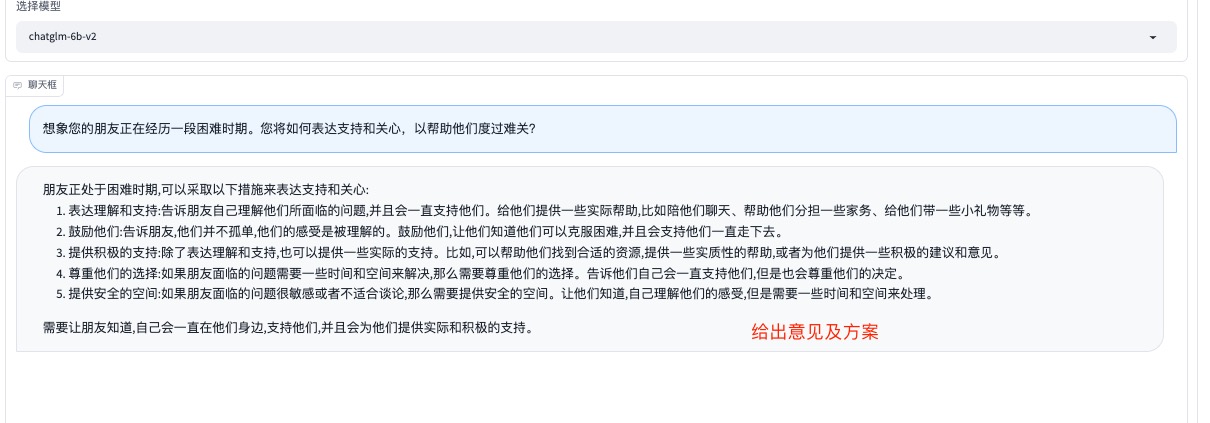 选择模型
chatglm-6b-v2
聊天框
想象您的朋友正在经历一段困难时期。您将如何表达支持和关心，以帮助他们度过难关?
朋友正处于困难时期,可以采取以下措施来表达支持和关心:
1. 表达理解和支持:告诉朋友自己理解他们所面临的问题,并且会一直支持他们。给他们提供一些实际帮助,比如陪他们聊天、帮助他们分担一些家务、给他们带一些小礼物等等。
2. 鼓励他们:告诉朋友,他们并不孤单,他们的感受是被理解的。鼓励他们,让他们知道他们可以克服困难,并且会支持他们一直走下去。
3. 提供积极的支持:除了表达理解和支持,也可以提供一些实际的支持。比如,可以帮助他们找到合适的资源,提供一些实质性的帮助,或者为他们提供一些积极的建议和意见。
4. 尊重他们的选择:如果朋友面临的问题需要一些时间和空间来解决,那么需要尊重他们的选择。告诉他们自己会一直支持他们,但是也会尊重他们的决定。
5. 提供安全的空间:如果朋友面临的问题很敏感或者不适合谈论,那么需要提供安全的空间。让他们知道,自己理解他们的感受,但是需要一些时间和空间来处理。
需要让朋友知道,自己会一直在他们身边,支持他们,并且会为他们提供实际和积极的支持。
给出意见及方案